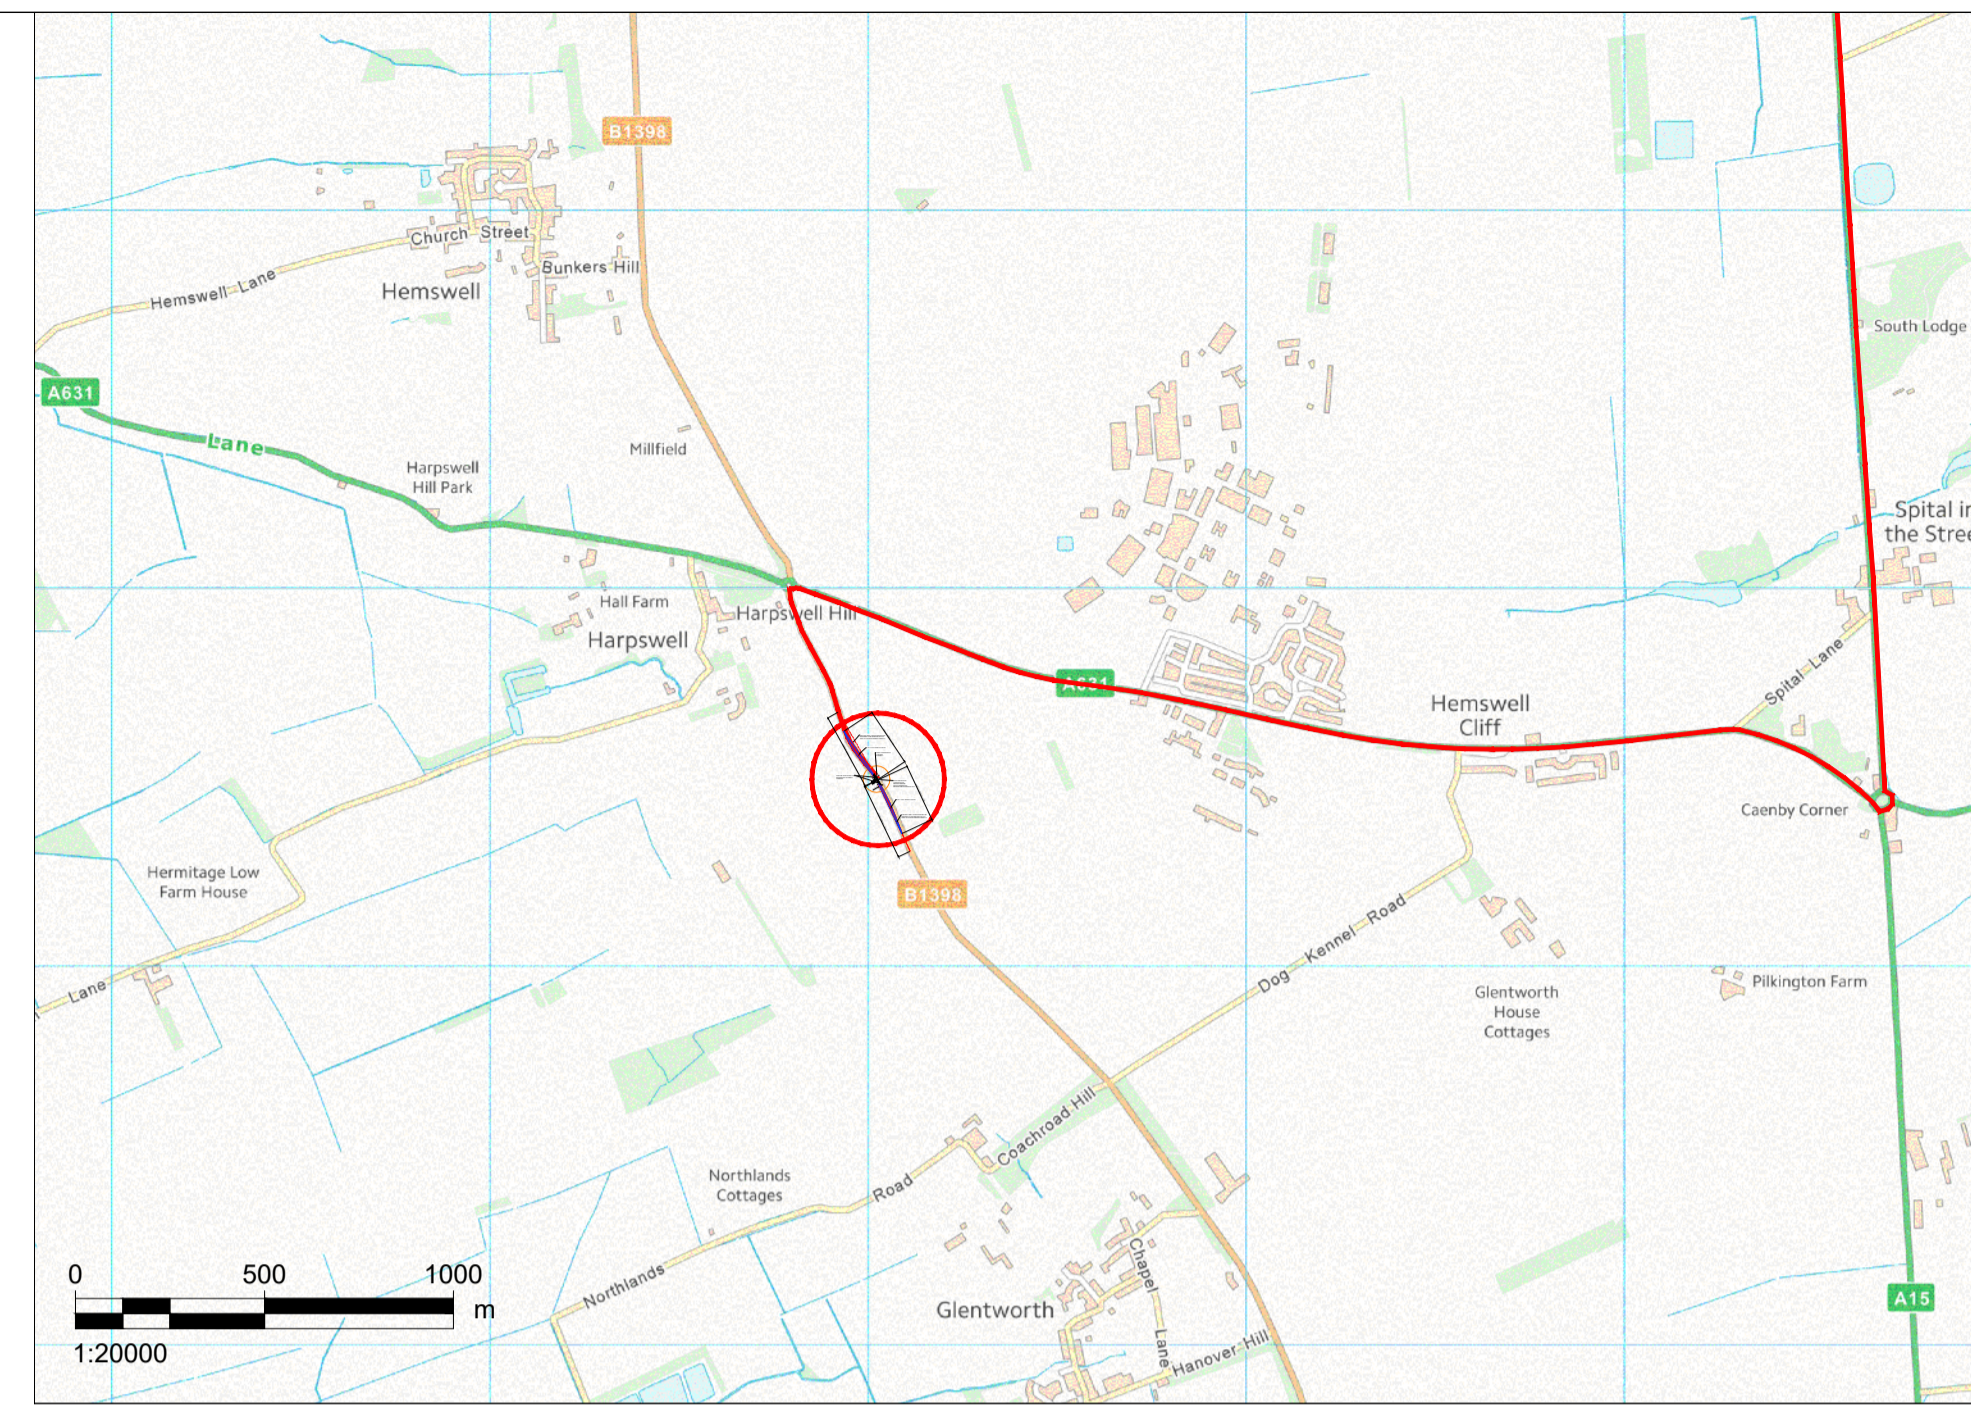 B1398
Church Street
Bunkers Hill
Hemswell Lane
Hemswell
South Lodge
A631
Lane
Millfield
Harpswell
Hill Park
Spital in
Hall Farm
Harpswell Hill
Harpswell
A631
Spital Lane
Hemswell
Cliff
Caenby Corner
Hermitage Low
Farm House
B1398
Dog Kennel Road
Lane
Pilkington Farm
Glentworth
House
Cottages
Coachroad Hill
Northlands
Cottages
Northlands Road
Chapel Lane
Glentworth
Hanover Hill
A15
0 500 1000
m
1:20000